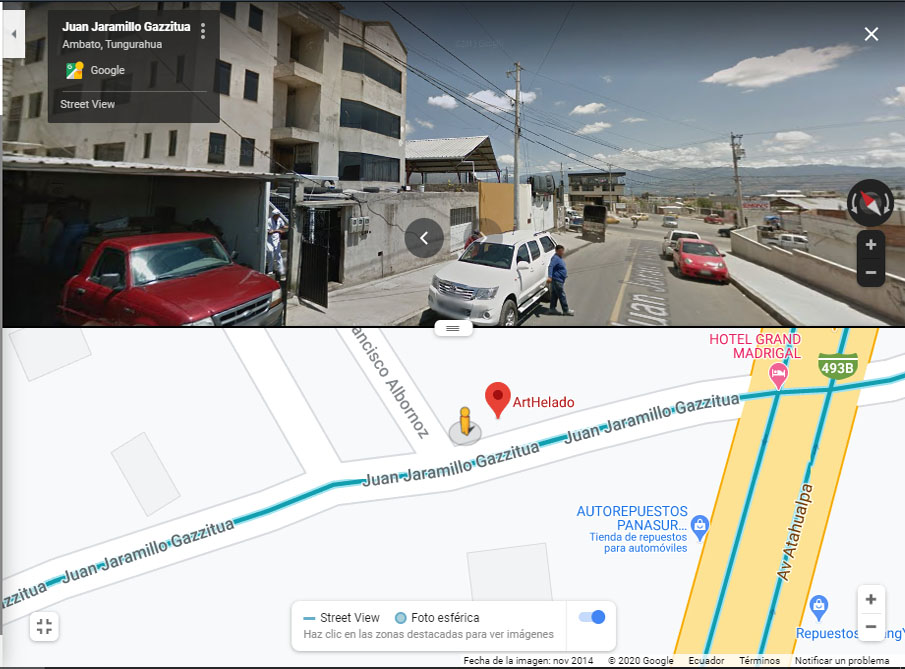 Juan Jaramillo Gazzitua
Ambato, Tungurahua
Google
Street View
Juan Jara
HOTEL GRAND
MADRIGAL
493B
ancisco Albornoz
ArtHelado
Juan Jaramillo Gazzitua
Juan Jaramillo Gazzitua
Juan Jaramillo Gazzitua
zzitua
AUTOREPUESTOS
PANASUR...
Tienda de repuestos
para automóviles
Av Atahualpa
Street View
Foto esférica
Haz clic en las zonas destacadas para ver imágenes
Repuestos
ngY
Fecha de la imagen: nov 2014
© 2020 Google
Ecuador
Términos
Notificar un problema